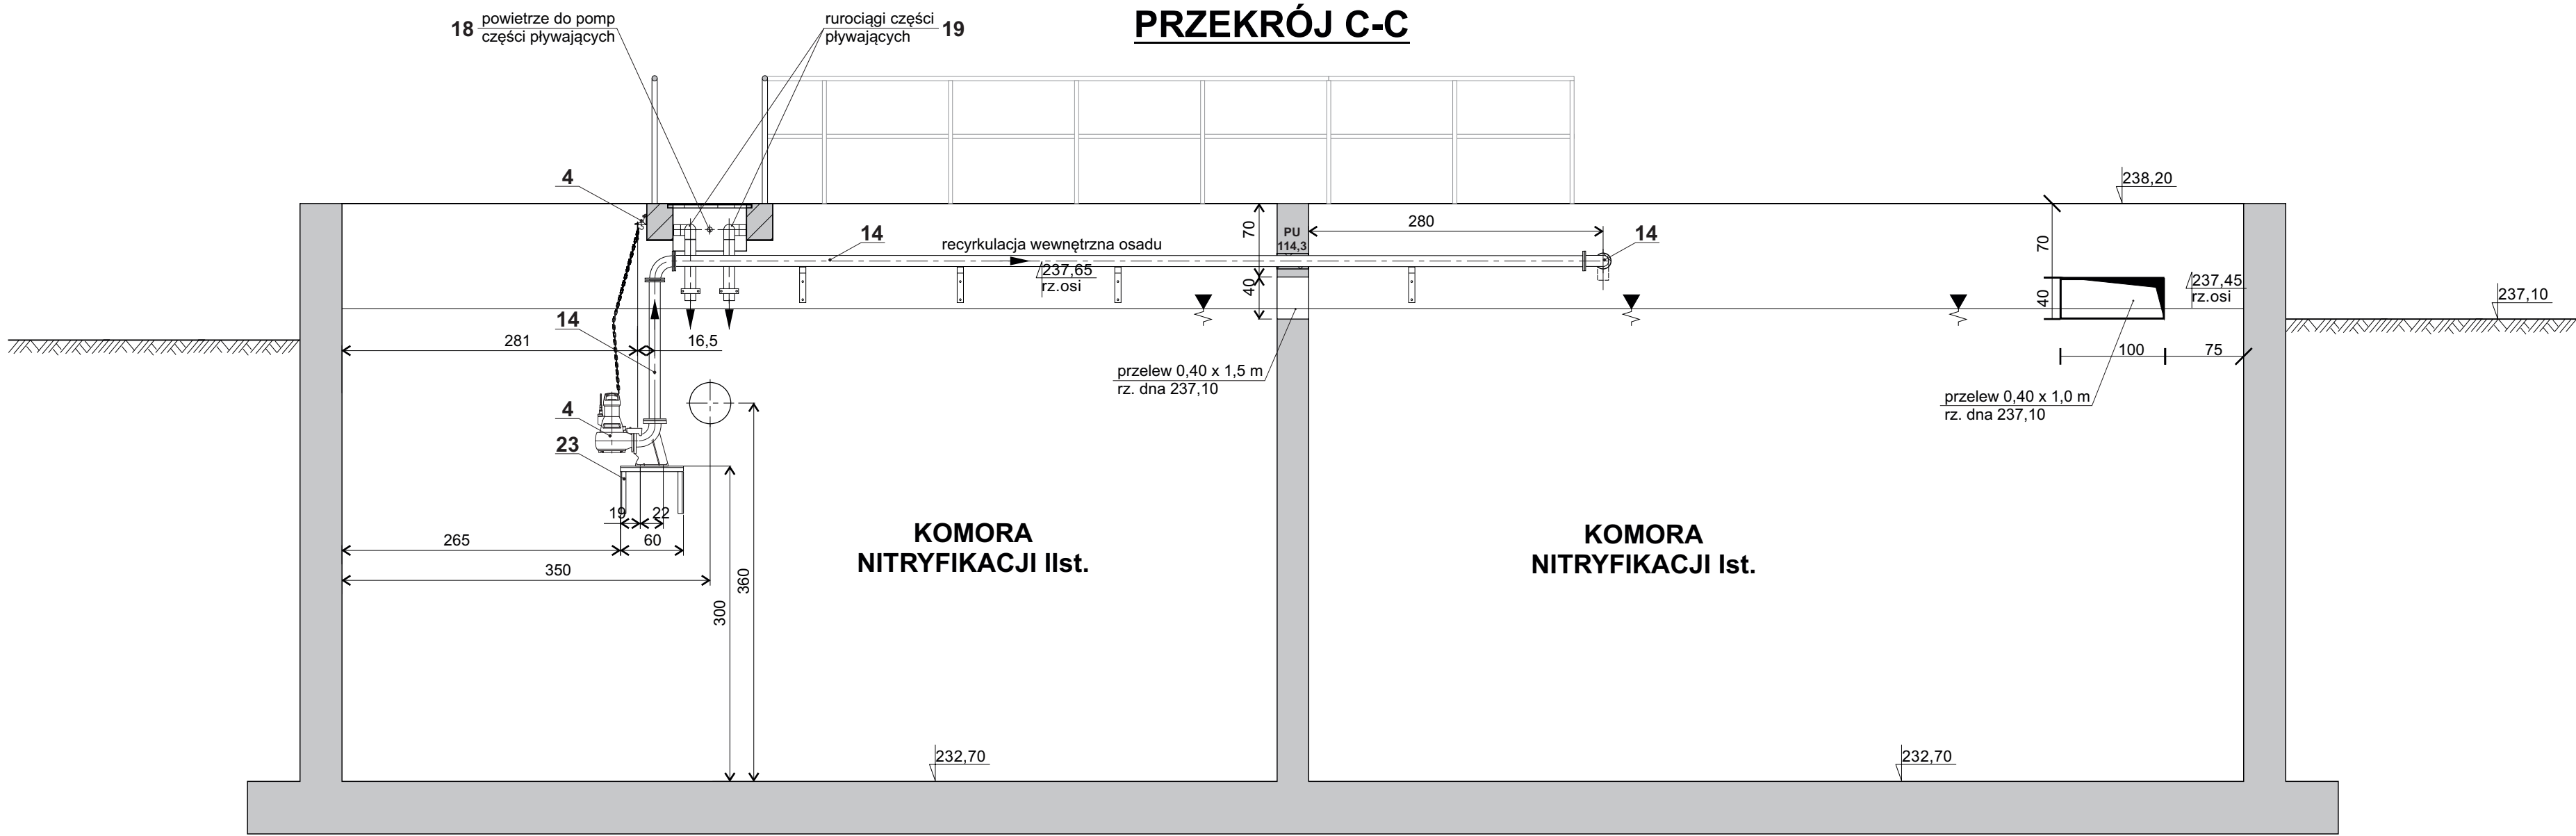 PRZEKRÓJ C-C
18
powietrze do pomp
części pływających
rurociągi części
pływających
19
4
238,20
70
PU
114,3
280
14
recyrkulacja wewnętrzna osadu
14
237,65
rz.osi
40
70
40
237,45
rz.osi
237,10
14
281
16,5
100
75
przelew 0,40 x 1,5 m
rz. dna 237,10
przelew 0,40 x 1,0 m
rz. dna 237,10
4
23
19
22
265
60
350
360
300
KOMORA
NITRYFIKACJI IIst.
KOMORA
NITRYFIKACJI Ist.
232,70
232,70